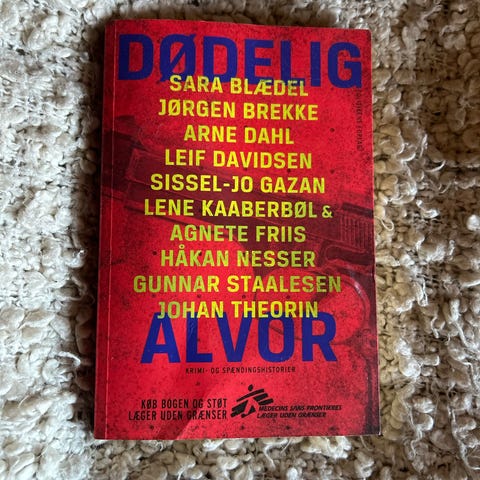 DØDELIG
SARA BLÆDEL
JØRGEN BREKKE
ARNE DAHL
LEIF DAVIDSEN
SISSEL-JO GAZAN
LENE KAABERBØL &
AGNETE FRIIS
HÅKAN NESSER
GUNNAR STAALESEN
JOHAN THEORIN
ALVOR
KRIMI- OG SPÆNDINGSHISTORIER
KØB BOGEN OG STØT
LÆGER UDEN GRÆNSER
MEDECINS SANS FRONTIERES
LÆGER UDEN GRÆNSER